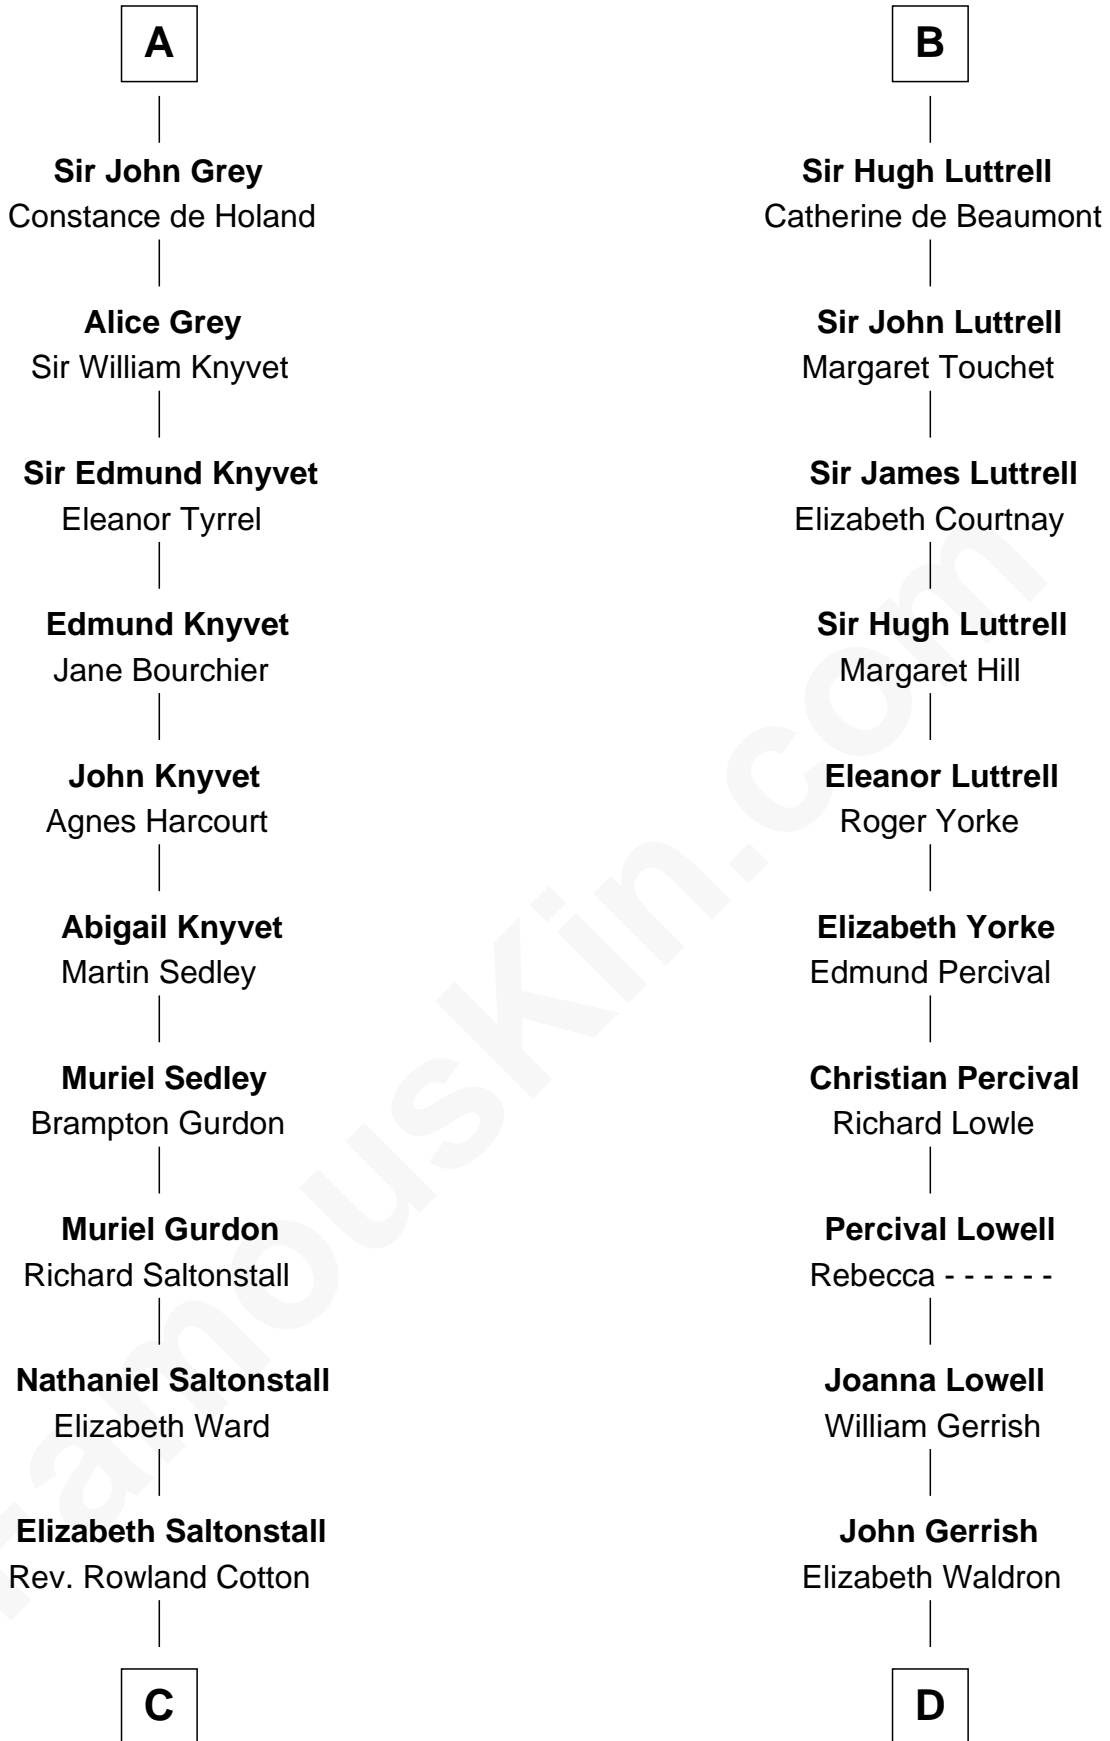 A
Sir John Grey
Constance de Holand
Alice Grey
Sir William Knyvet
Sir Edmund Knyvet
Eleanor Tyrrel
Edmund Knyvet
Jane Bourchier
John Knyvet
Agnes Harcourt
Abigail Knyvet
Martin Sedley
Muriel Sedley
Brampton Gurdon
Muriel Gurdon
Richard Saltonstall
Nathaniel Saltonstall
Elizabeth Ward
Elizabeth Saltonstall
Rev. Rowland Cotton
C
B
Sir Hugh Luttrell
Catherine de Beaumont
Sir John Luttrell
Margaret Touchet
Sir James Luttrell
Elizabeth Courtnay
Sir Hugh Luttrell
Margaret Hill
Eleanor Luttrell
Roger Yorke
Elizabeth Yorke
Edmund Percival
Christian Percival
Richard Lowle
Percival Lowell
Rebecca - - - - - -
Joanna Lowell
William Gerrish
John Gerrish
Elizabeth Waldron
D
FamousKin.com